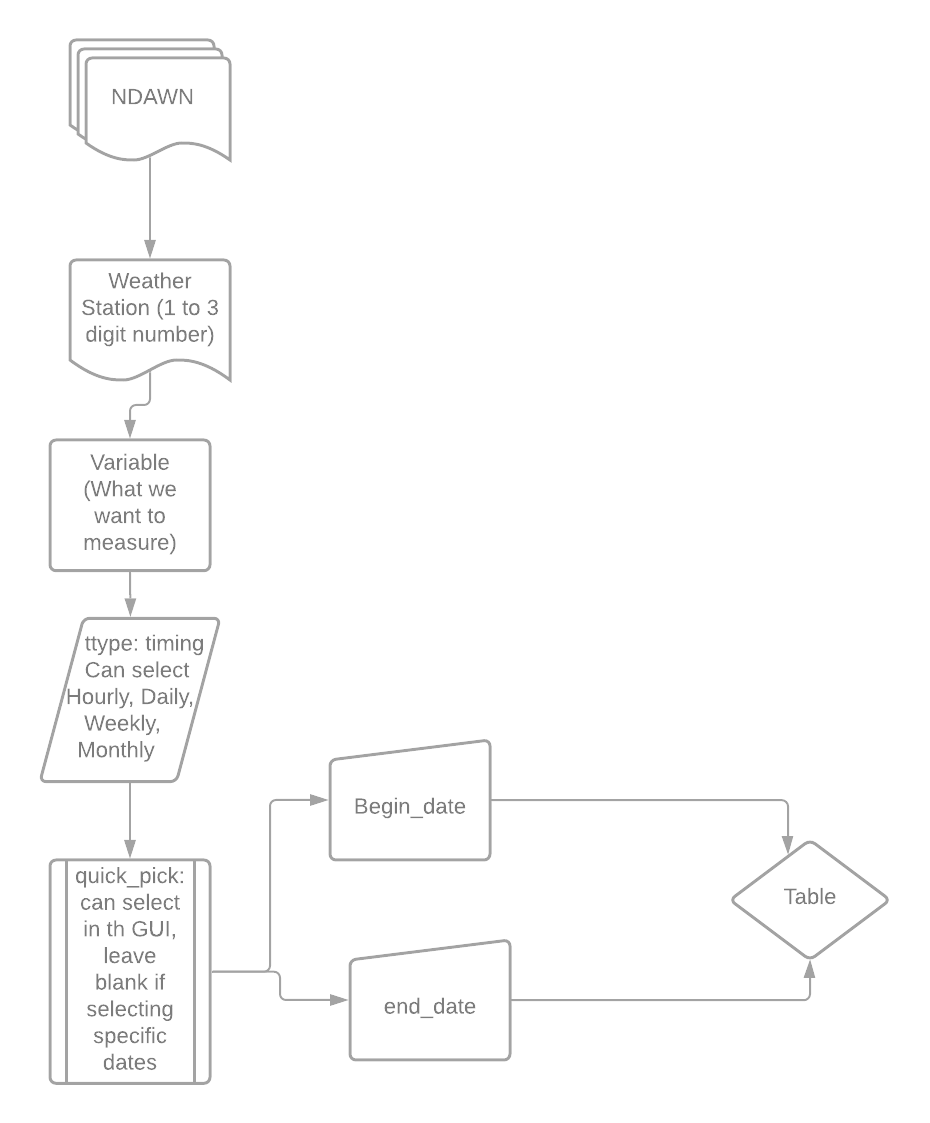 NDAWN
Weather
Station (1 to 3
digit number)
Variable
(What we
want to
measure)
ttype: timing
Can select
Hourly, Daily,
Weekly,
Monthly
quick_pick:
can select
in th GUI,
leave
blank if
selecting
specific
dates
Begin_date
end_date
Table